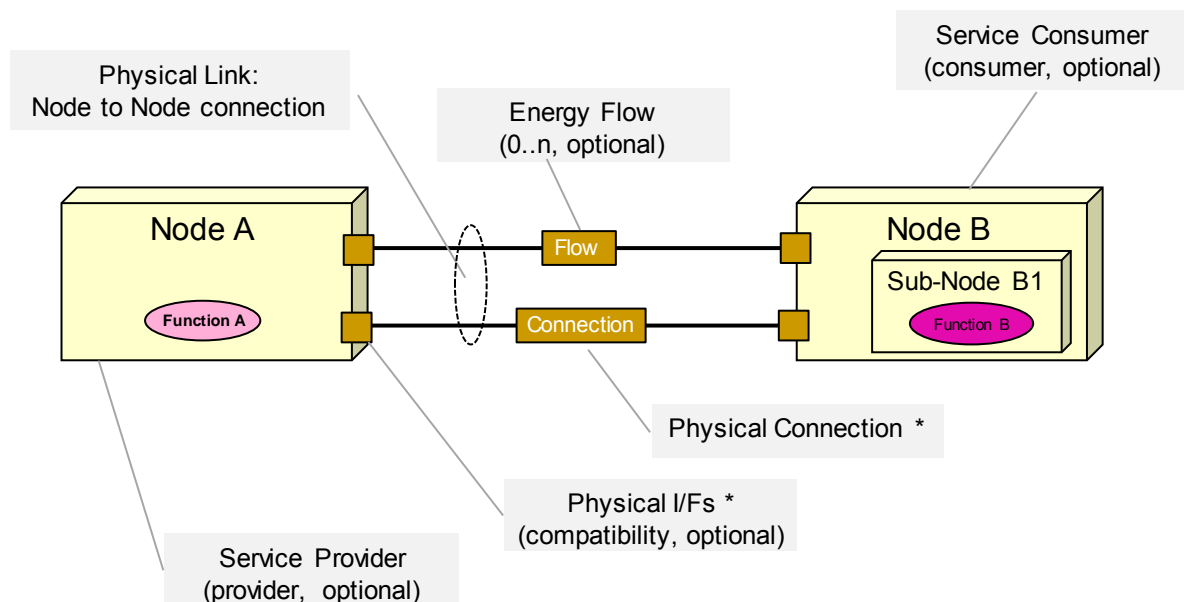 Service Consumer
(consumer, optional)
Physical Link:
Node to Node connection
Energy Flow
(0..n, optional)
Node A
Flow
Node B
Sub-Node B1
Function A
Connection
Function B
Physical Connection *
Physical I/Fs *
(compatibility, optional)
Service Provider
(provider, optional)